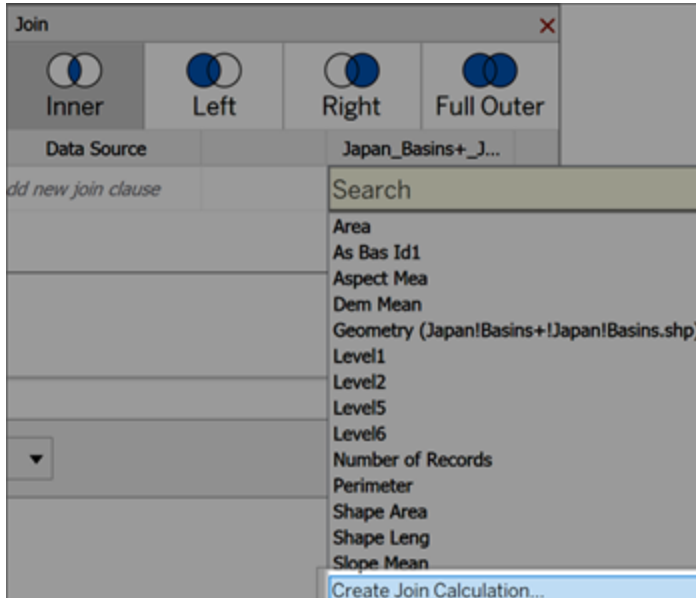 Join
Inner Left Right Full Outer
Data Source Japan_Basins+_J...
dd new join clause
Search
Area
As Bas Id1
Aspect Mea
Dem Mean
Geometry (Japan!Basins+!Japan!Basins.shp)
Level1
Level2
Level5
Level6
Number of Records
Perimeter
Shape Area
Shape Leng
Slope Mean
Create Join Calculation...